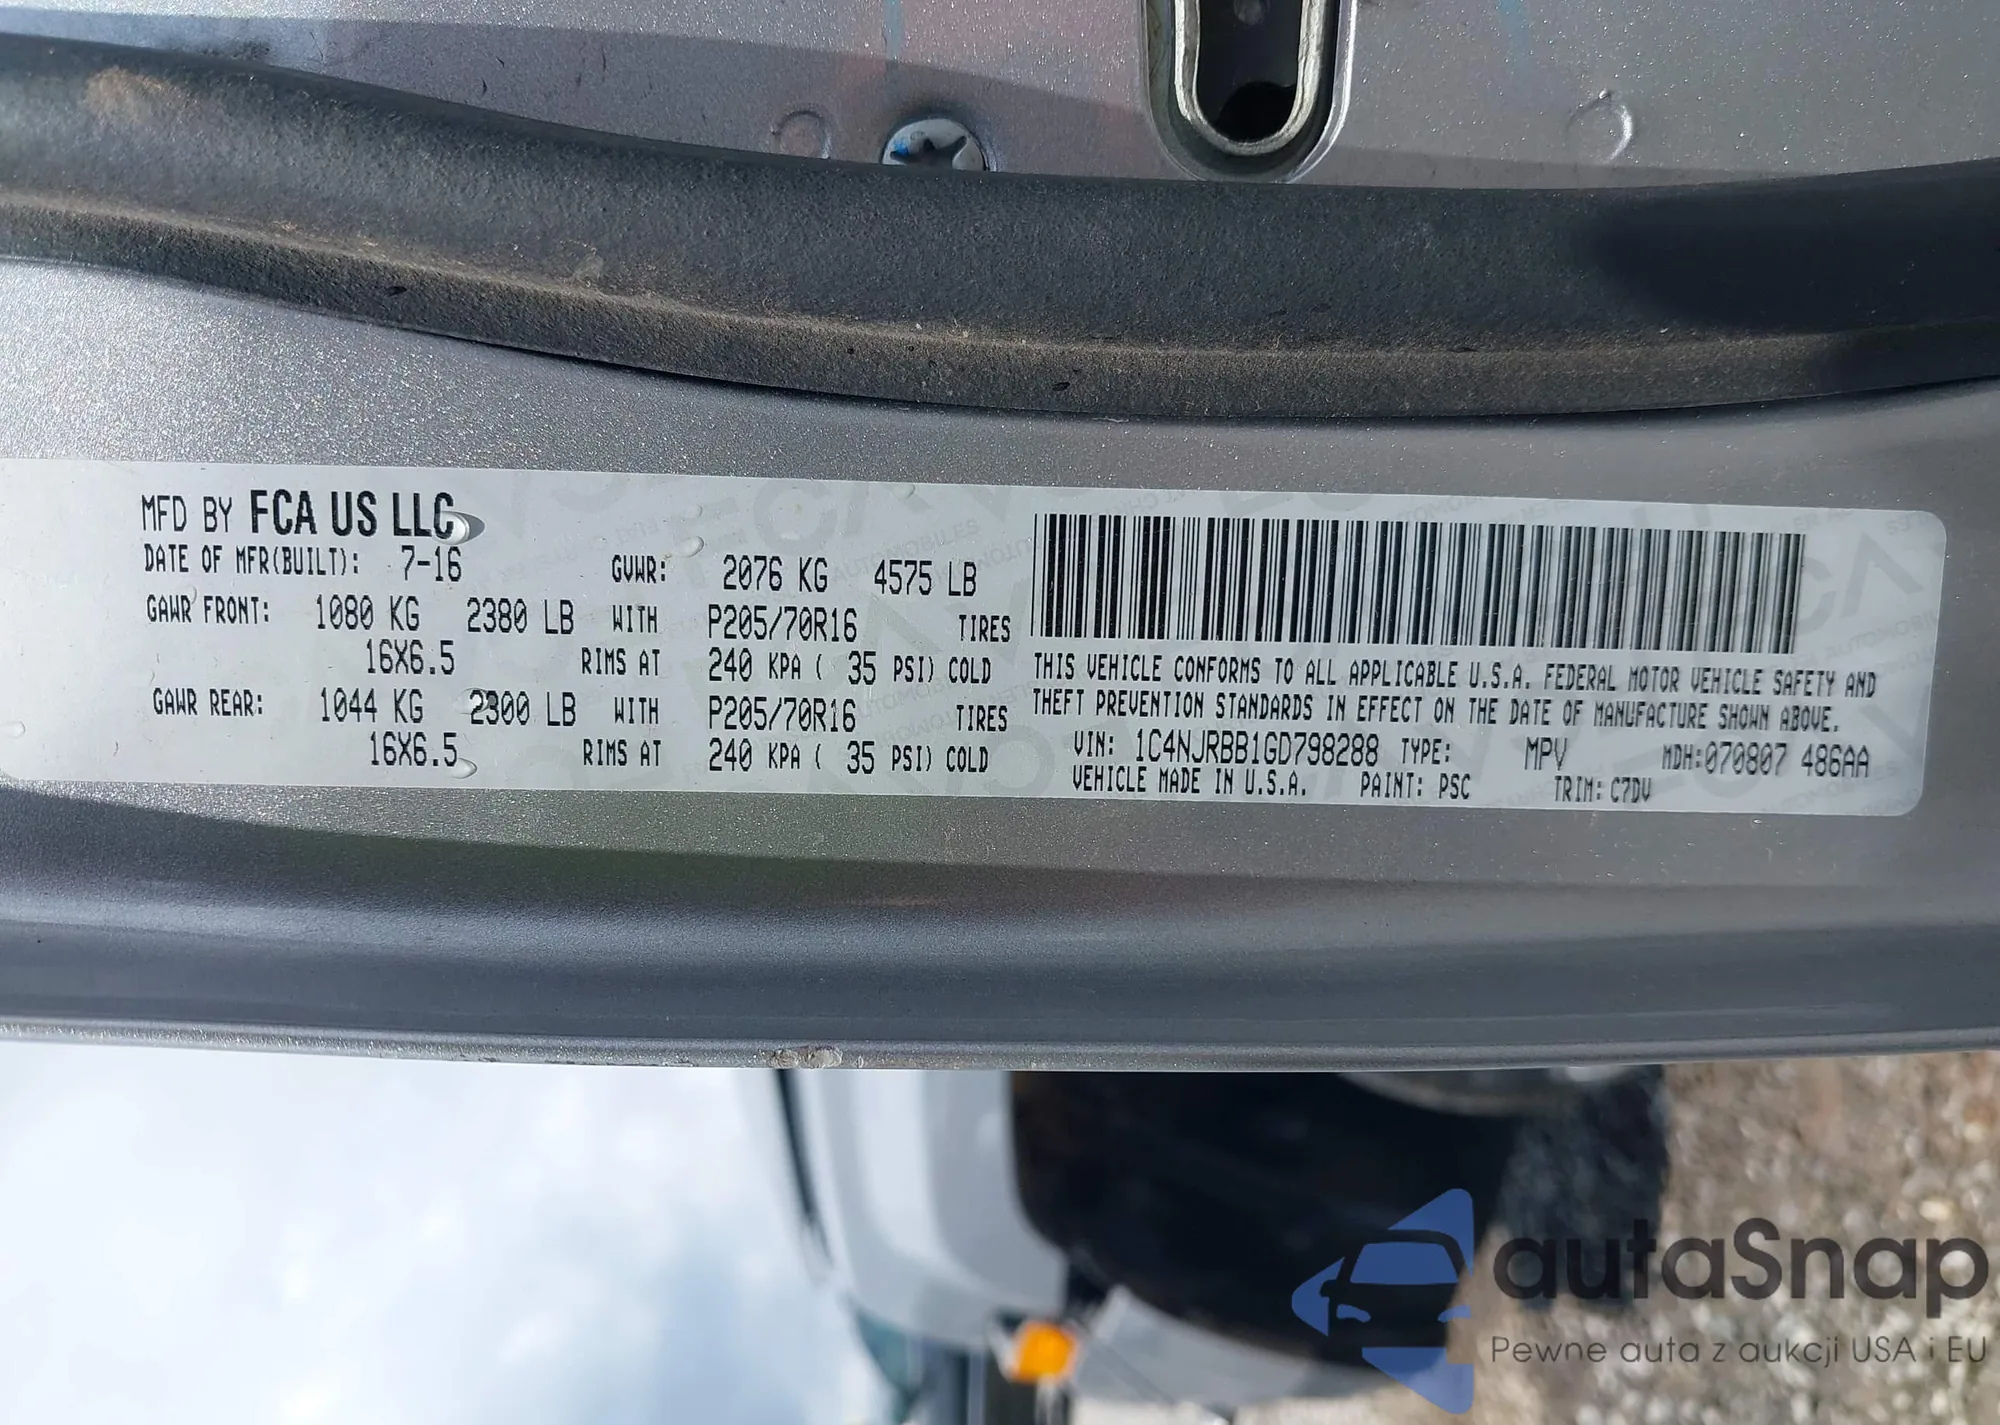 MFD BY FCA US LLC
DATE OF MFR(BUILT): 7-16 GVWR: 2076 KG 4575 LB
GAWR FRONT: 1080 KG 2380 LB WITH P205/70R16 TIRES
16X6.5 RIMS AT 240 KPA ( 35 PSI) COLD
GAWR REAR: 1044 KG 2300 LB WITH P205/70R16 TIRES
16X6.5 RIMS AT 240 KPA ( 35 PSI) COLD
THIS VEHICLE CONFORMS TO ALL APPLICABLE U.S.A. FEDERAL MOTOR VEHICLE SAFETY AND
THEFT PREVENTION STANDARDS IN EFFECT ON THE DATE OF MANUFACTURE SHOWN ABOVE.
VIN: 1C4NJRBB1GD798288 TYPE: MPV MDH:070807 486AA
VEHICLE MADE IN U.S.A. PAINT: PSC TRIM: C7DV
autaSnap
Pewne auta z aukcji USA i EU